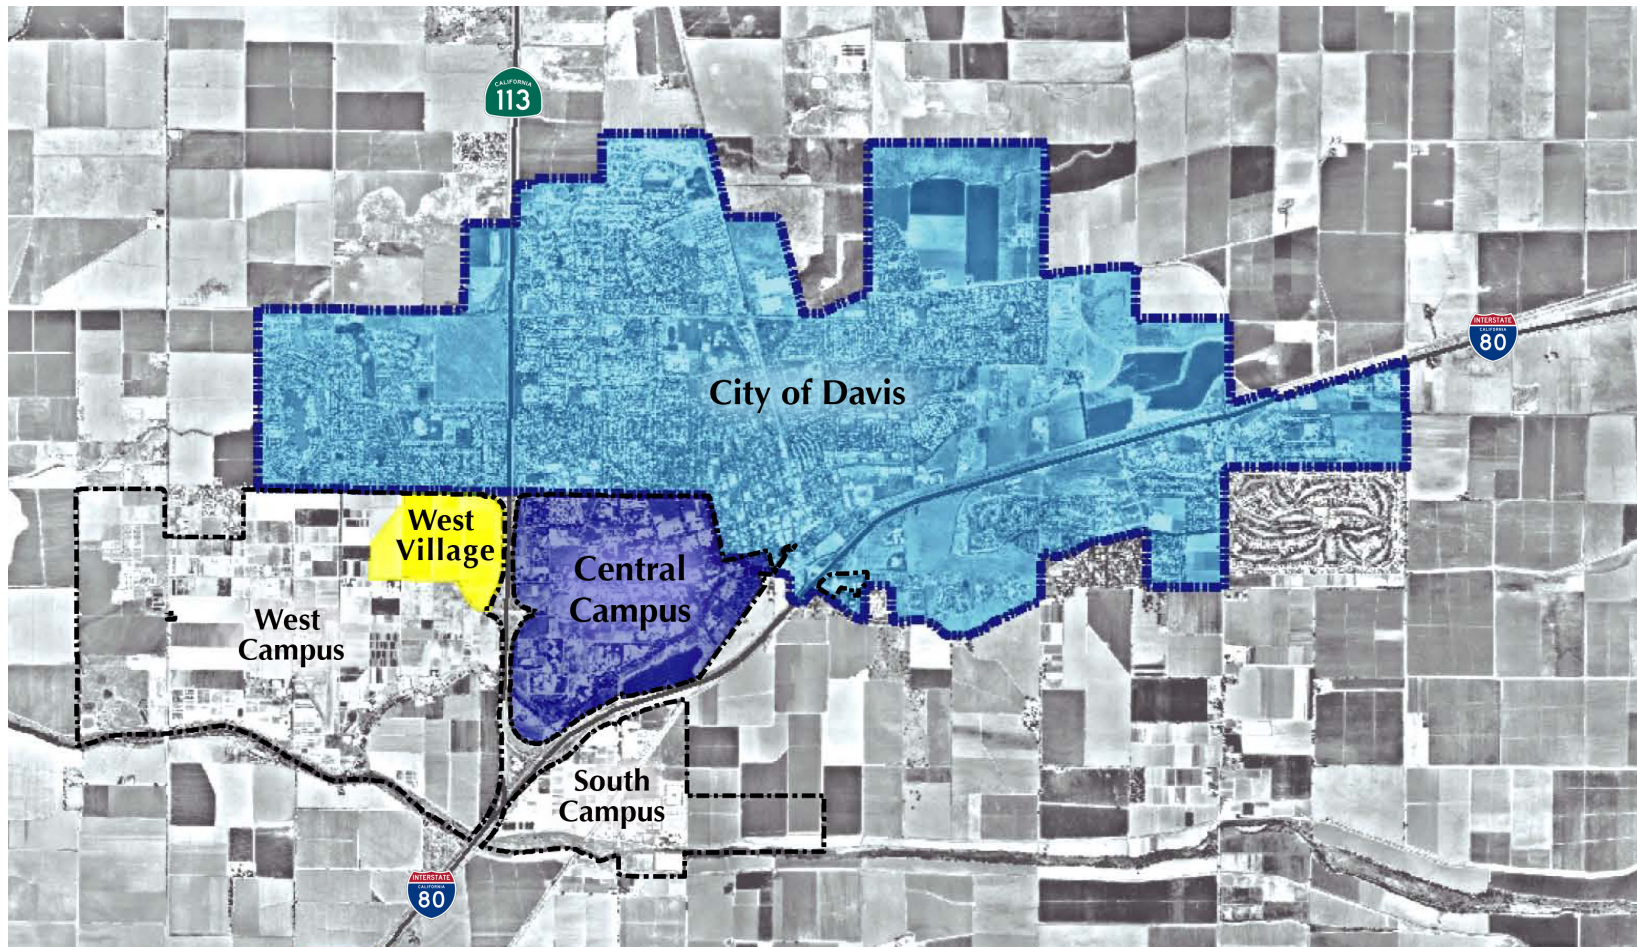 CALIFORNIA
113
INTERSTATE
CALIFORNIA
80
City of Davis
West
Village
Central
Campus
West
Campus
South
Campus
INTERSTATE
CALIFORNIA
80